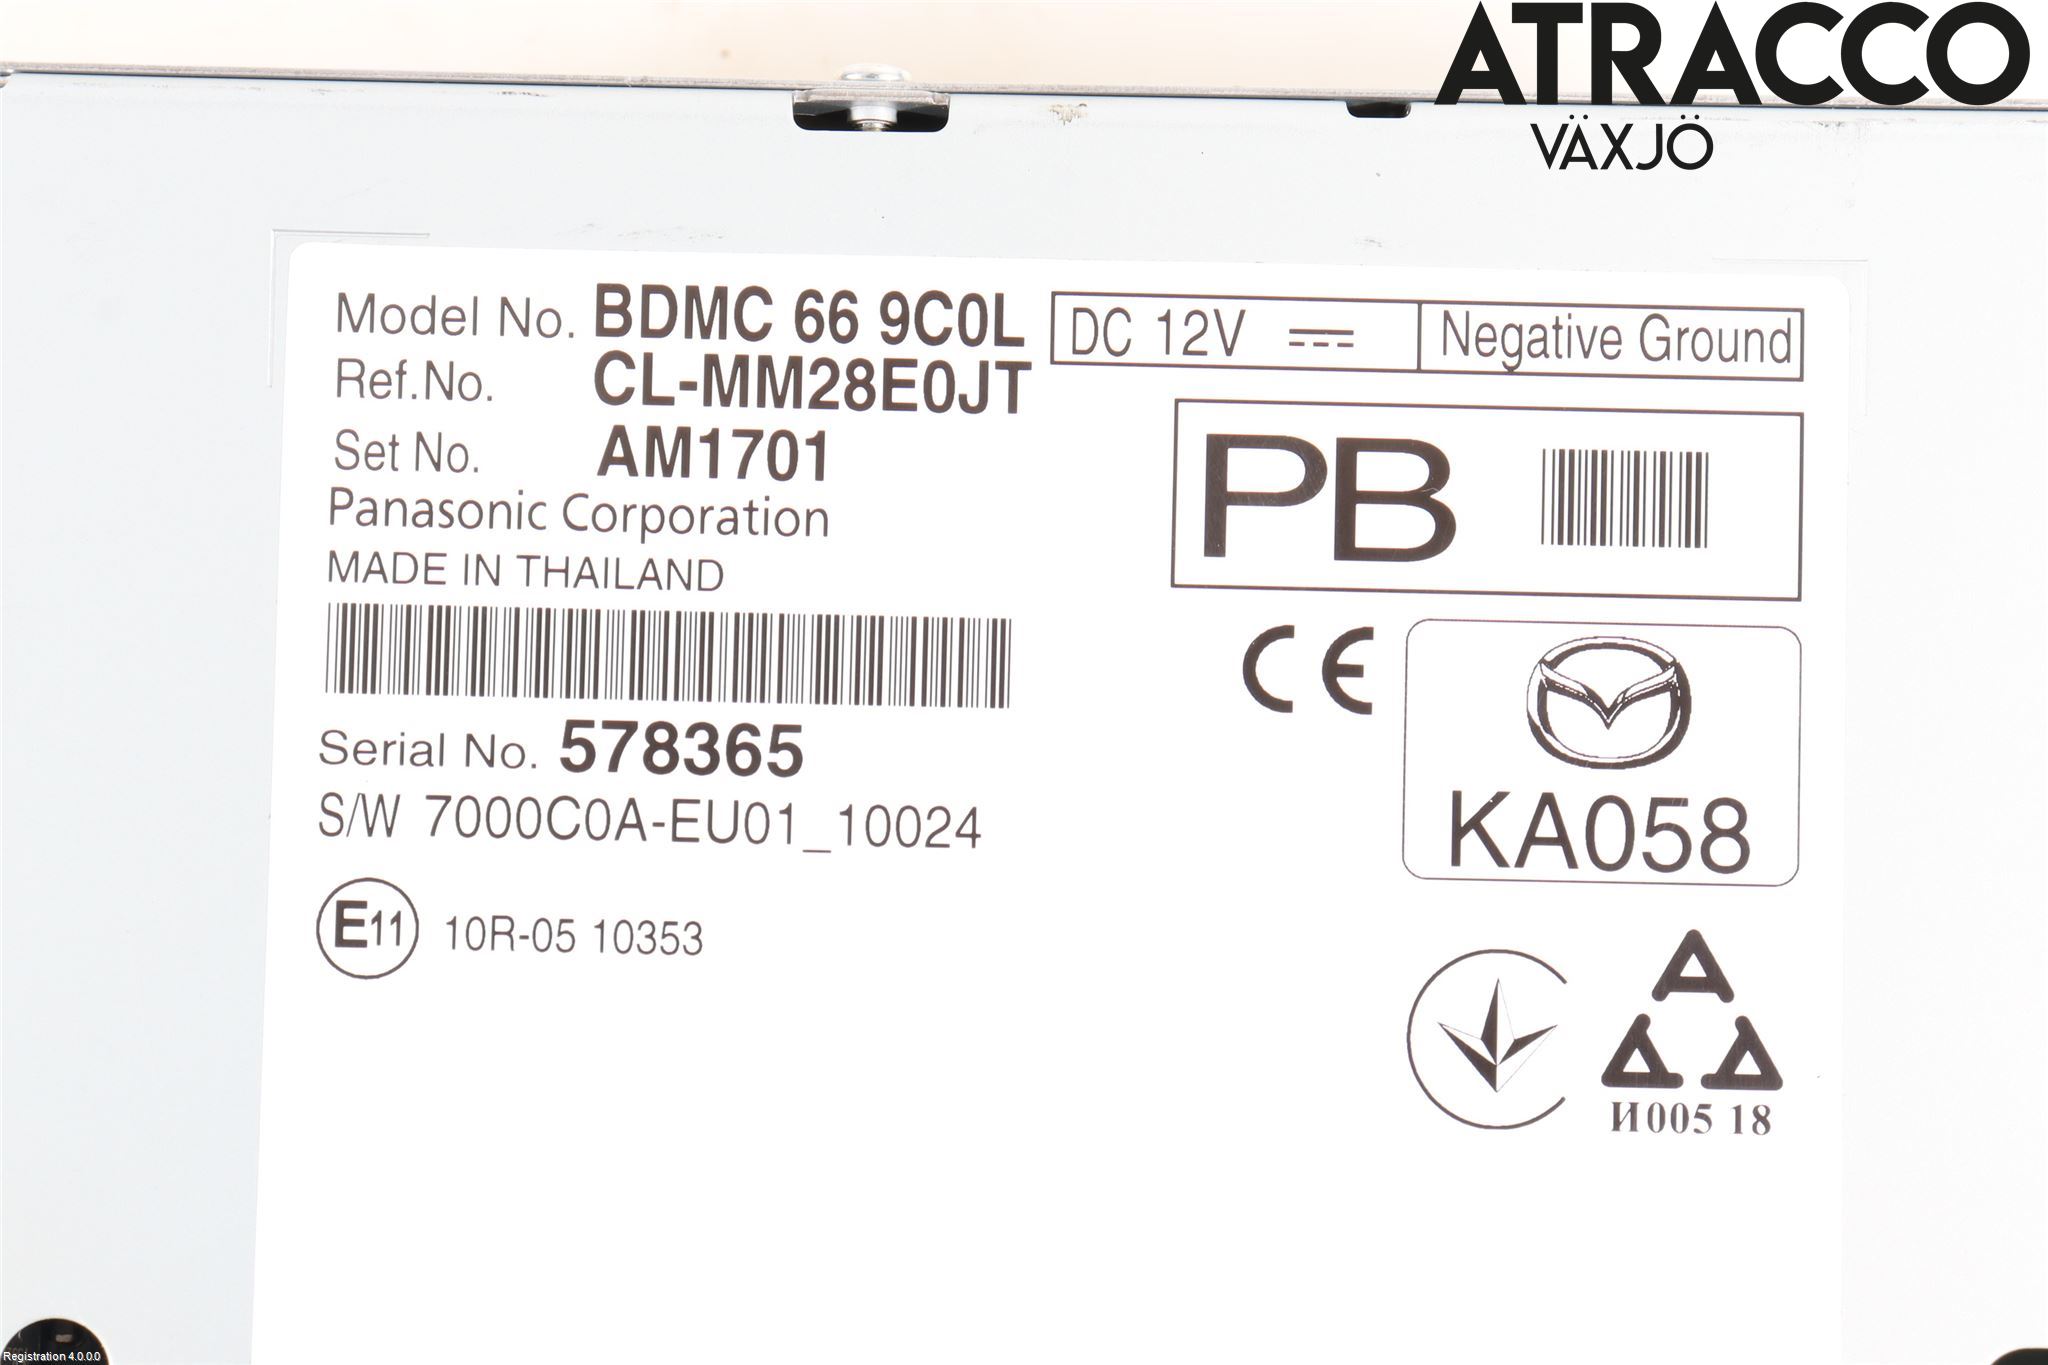 ATRACCO
VÄXJÖ
Model No. BDMC 66 9C0L
DC 12V
Negative Ground
Ref.No. CL-MM28E0JT
Set No. AM1701
PB
Panasonic Corporation
MADE IN THAILAND
CE
Serial No. 578365
KA058
S/W 7000C0A-EU01_10024
E11 10R-05 10353
И005 18
Registration 4.0.0.0